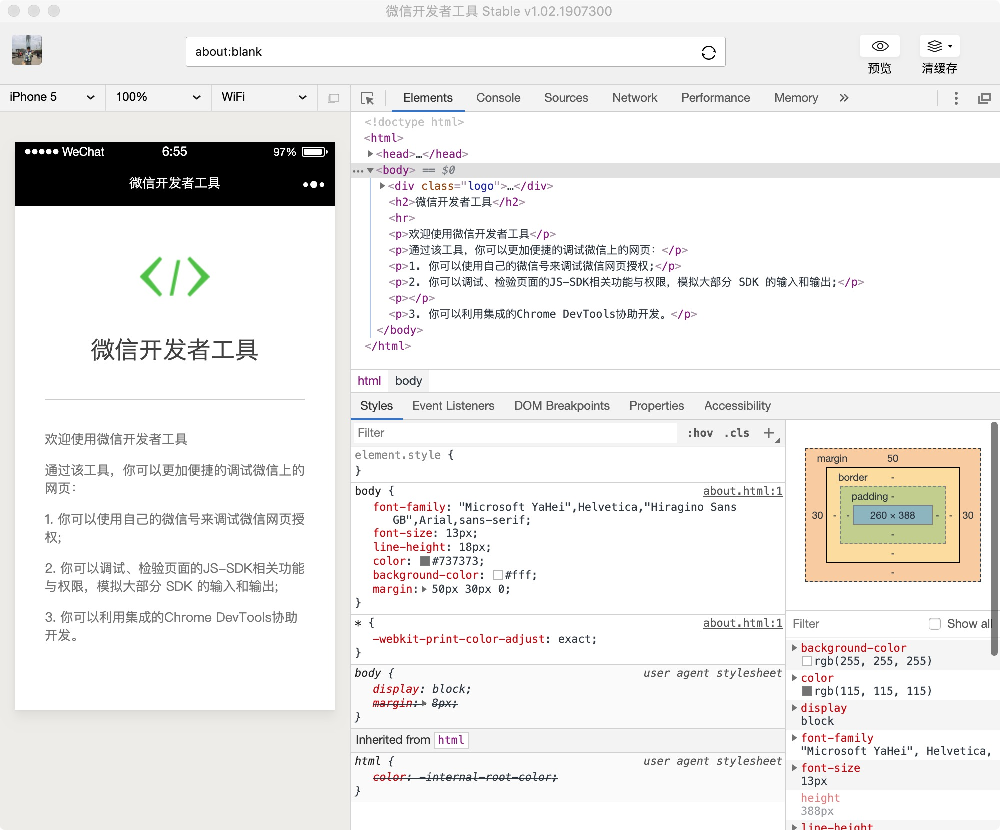 微信开发者工具 Stable v1.02.1907300
about:blank
预览
清缓存
iPhone 5
100%
WiFi
Elements
Console
Sources
Network
Performance
Memory
WeChat
6:55
97%
微信开发者工具
微信开发者工具
欢迎使用微信开发者工具
通过该工具，你可以更加便捷的调试微信上的
网页：
1. 你可以使用自己的微信号来调试微信网页授
权;
2. 你可以调试、检验页面的JS-SDK相关功能
与权限，模拟大部分 SDK 的输入和输出;
3. 你可以利用集成的Chrome DevTools协助
开发。
<!doctype html>
<html>
<head>…</head>
<body> == $0
<div class="logo">…</div>
<h2>微信开发者工具</h2>
<hr>
<p>欢迎使用微信开发者工具</p>
<p>通过该工具，你可以更加便捷的调试微信上的网页：</p>
<p>1. 你可以使用自己的微信号来调试微信网页授权;</p>
<p>2. 你可以调试、检验页面的JS-SDK相关功能与权限，模拟大部分 SDK 的输入和输出;</p>
<p></p>
<p>3. 你可以利用集成的Chrome DevTools协助开发。</p>
</body>
</html>
html
body
Styles
Event Listeners
DOM Breakpoints
Properties
Accessibility
Filter
:hov
.cls
+
element.style {
}
body {
about.html:1
font-family: "Microsoft YaHei",Helvetica,"Hiragino Sans
GB",Arial,sans-serif;
font-size: 13px;
line-height: 18px;
color: #737373;
background-color: #fff;
margin: 50px 30px 0;
}
* {
about.html:1
-webkit-print-color-adjust: exact;
}
body {
user agent stylesheet
display: block;
margin: 8px;
}
Inherited from html
html {
user agent stylesheet
color: -internal-root-color;
}
margin
50
border
-
padding -
30
-
-
260 × 388
-
-
30
-
-
-
Filter
Show all
background-color
rgb(255, 255, 255)
color
rgb(115, 115, 115)
display
block
font-family
"Microsoft YaHei", Helvetica,
font-size
13px
height
388px
line-height